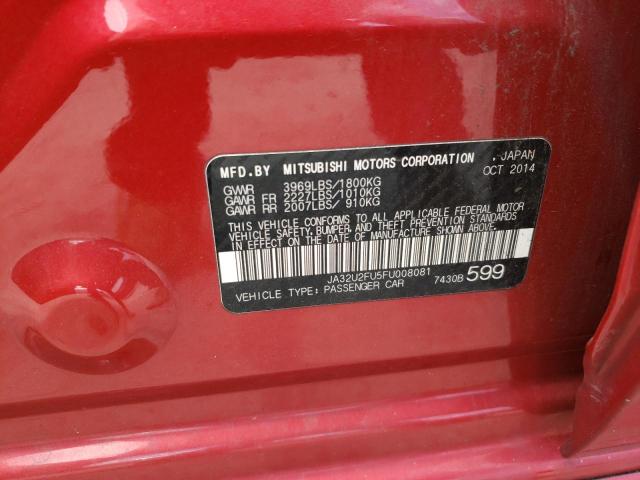 MFD.BY MITSUBISHI MOTORS CORPORATION , JAPAN
OCT 2014
GVWR 3969LBS/1800KG
GAWR FR 2227LBS/1010KG
GAWR RR 2007LBS/ 910KG
THIS VEHICLE CONFORMS TO ALL APPLICABLE FEDERAL MOTOR
VEHICLE SAFETY, BUMPER, AND THEFT PREVENTION STANDARDS
IN EFFECT ON THE DATE OF MANUFACTURE SHOWN ABOVE.
JA32U2FU5FU008081
VEHICLE TYPE: PASSENGER CAR 7430B 599